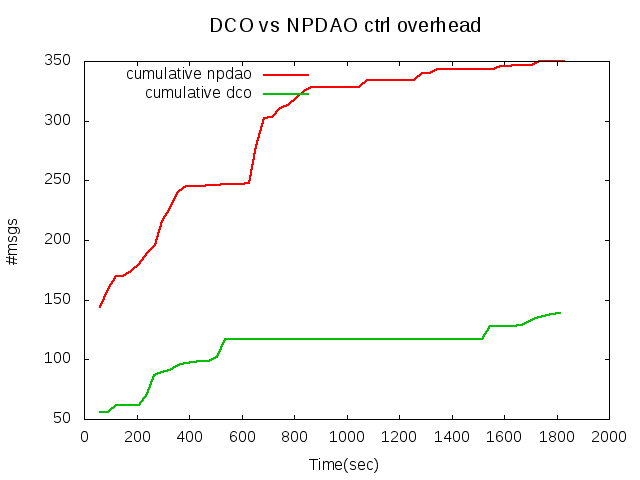 DCO vs NPDAO ctrl overhead
350
300
250
200
150
100
50
#msgs
cumulative npdao
cumulative dco
0 200 400 600 800 1000 1200 1400 1600 1800 2000
Time(sec)